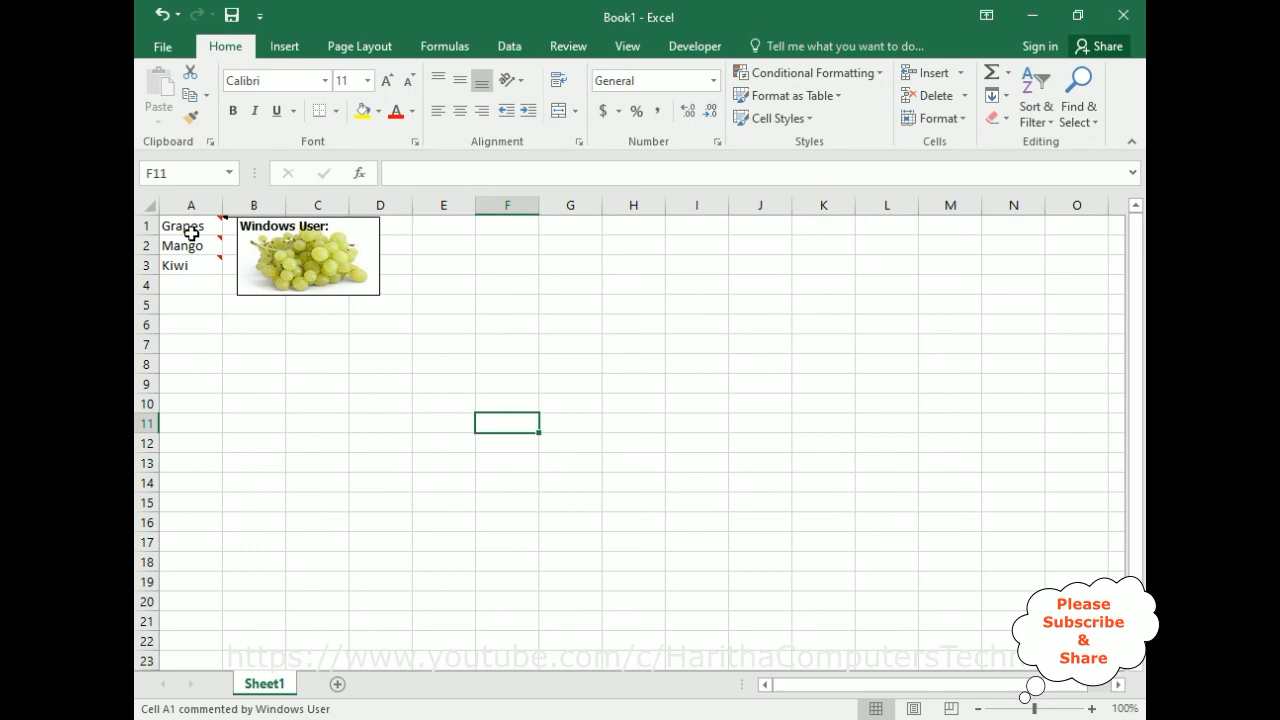 Book1 - Excel
File Home Insert Page Layout Formulas Data Review View Developer Tell me what you want to do... Sign in Share
Paste
Calibri 11
B I U A
General
$ % ,
Conditional Formatting
Format as Table
Cell Styles
Insert
Delete
Format
Sort &
Filter
Find &
Select
Clipboard Font Alignment Number Styles Cells Editing
F11 fx
A B C D E F G H I J K L M N O
1 Grapes Windows User:
2 Mango
3 Kiwi
4
5
6
7
8
9
10
11
12
13
14
15
16
17
18
19
20
21
22
23
Please
Subscribe
&
Share
https://www.youtube.com/c/HarithaComputersTech
Sheet1
Cell A1 commented by Windows User 100%